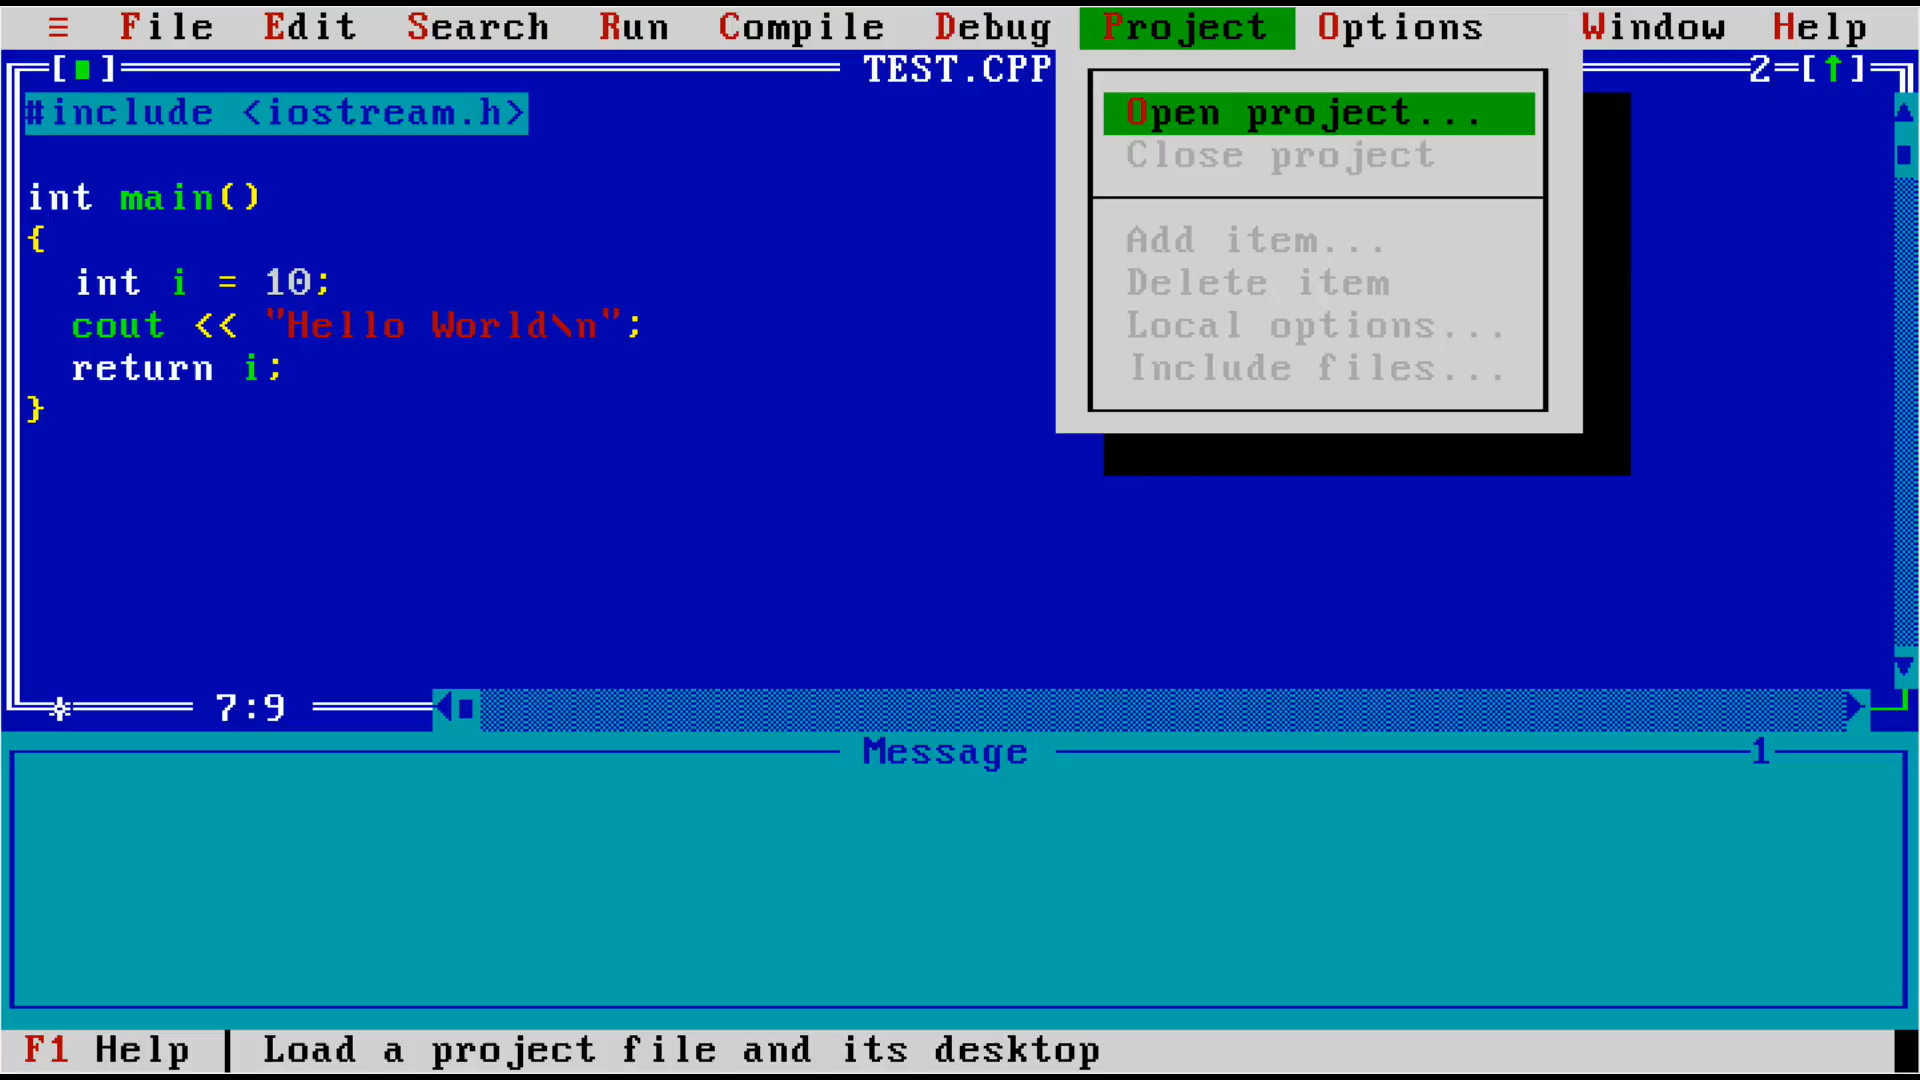 ≡ File Edit Search Run Compile Debug Project Options Window Help
[■] TEST.CPP 2=[↑]
#include <iostream.h>
int main()
{
int i = 10;
cout << "Hello World\n";
return i;
}
Open project...
Close project
Add item...
Delete item
Local options...
Include files...
7:9
Message 1
F1 Help | Load a project file and its desktop